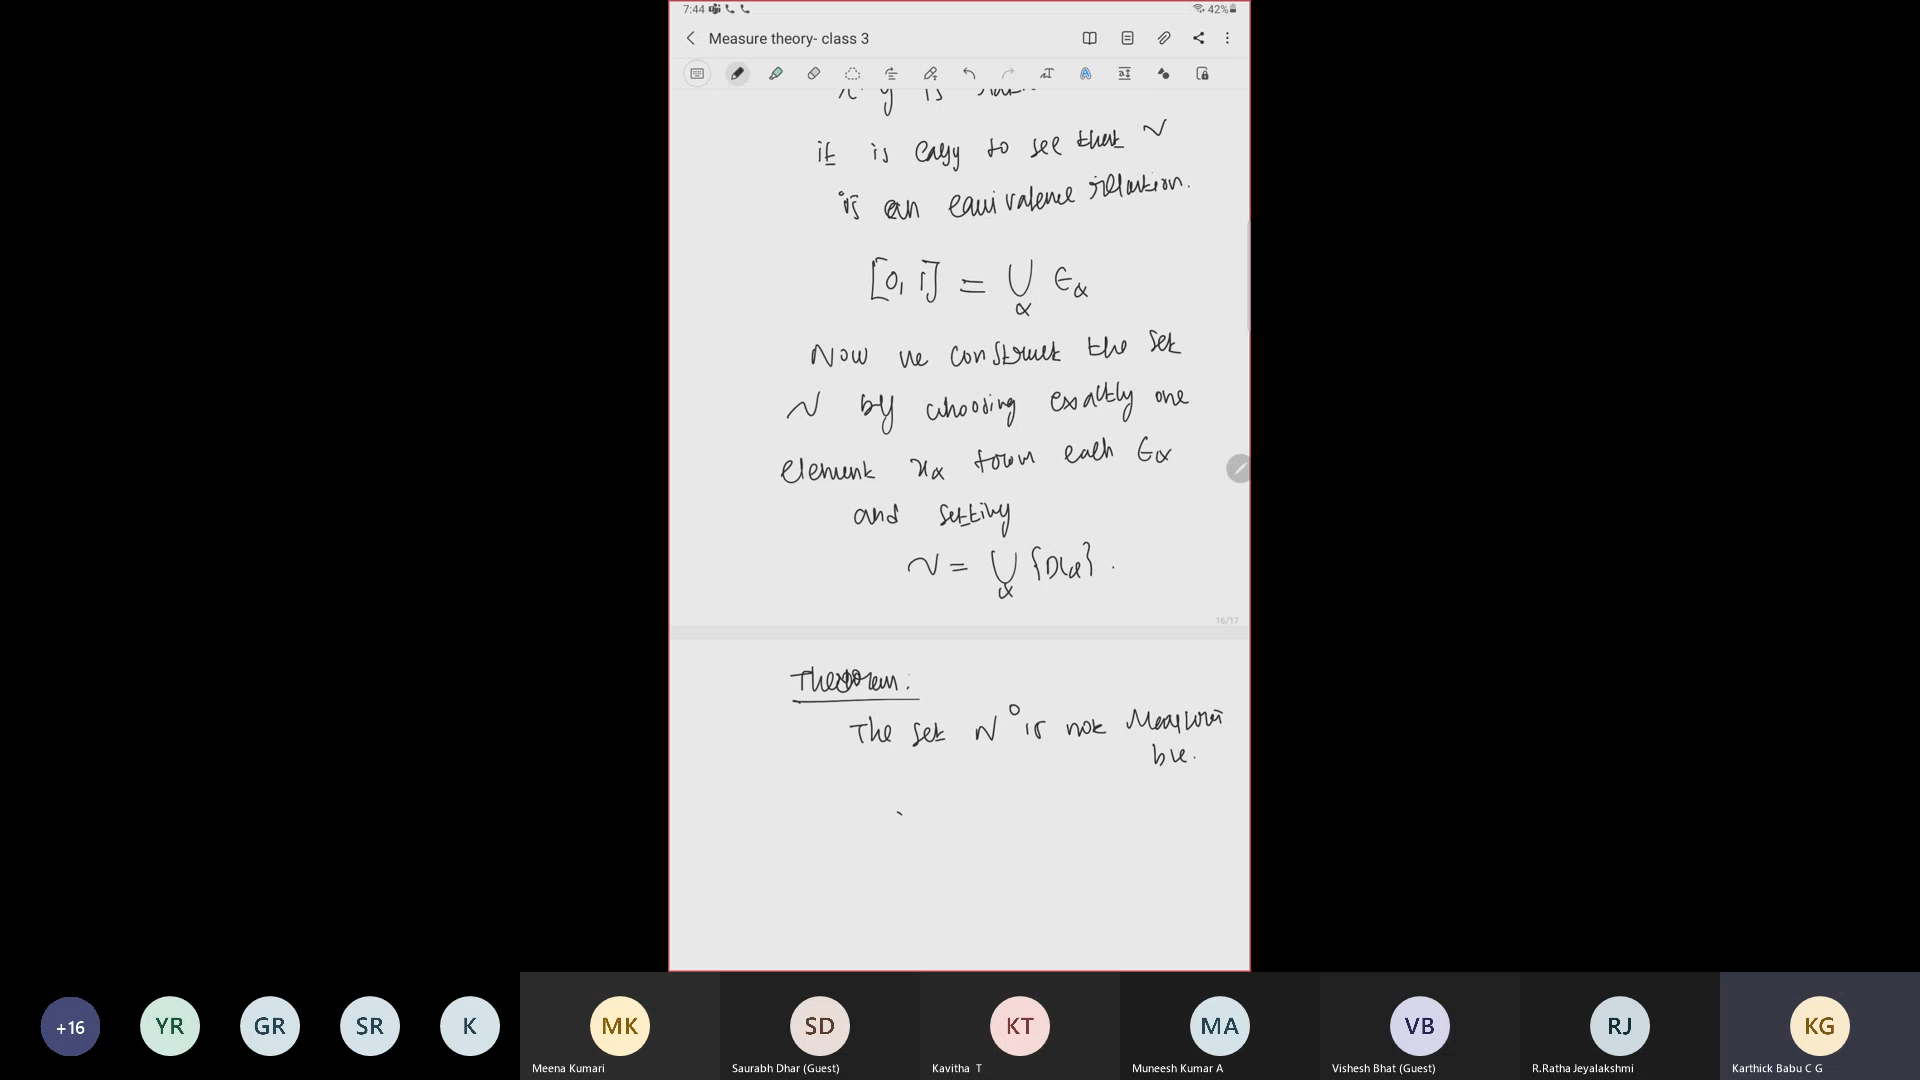 7:44
42%
Measure theory- class 3
x-y is
it is easy to see that ~
is an equivalence relation.
[0, 1] = ∪ Eα
α
Now we construct the set
N by choosing exactly one
element xα from each Eα
and setting
N = ∪ {xα}.
α
16/17
Theorem:
The set N is not Measura
ble.
+16
YR
GR
SR
K
MK
SD
KT
MA
VB
RJ
KG
Meena Kumari
Saurabh Dhar (Guest)
Kavitha T
Muneesh Kumar A
Vishesh Bhat (Guest)
R.Ratha Jeyalakshmi
Karthick Babu C G